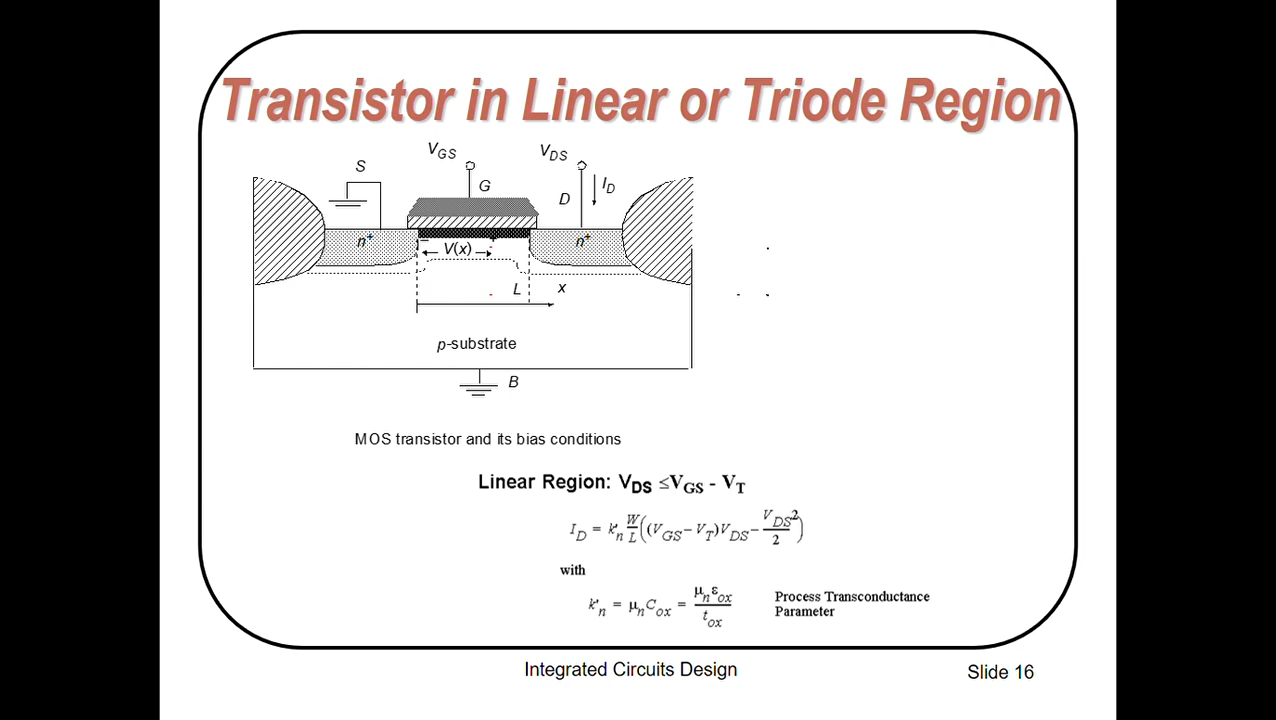 Transistor in Linear or Triode Region
V_GS V_DS
S
G
D I_D
n⁺ n⁺
− +
V(x)
L x
p-substrate
B
MOS transistor and its bias conditions
Linear Region: V_DS ≤ V_GS - V_T
I_D = k'_n W/L ((V_GS − V_T)V_DS − V_DS²/2)
with
k'_n = μ_n C_ox = μ_n ε_ox / t_ox
Process Transconductance
Parameter
Integrated Circuits Design
Slide 16